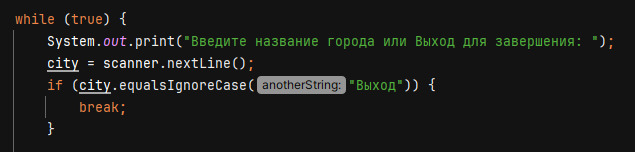 while (true) {
System.out.print("Введите название города или Выход для завершения: ");
city = scanner.nextLine();
if (city.equalsIgnoreCase( anotherString: "Выход")) {
break;
}